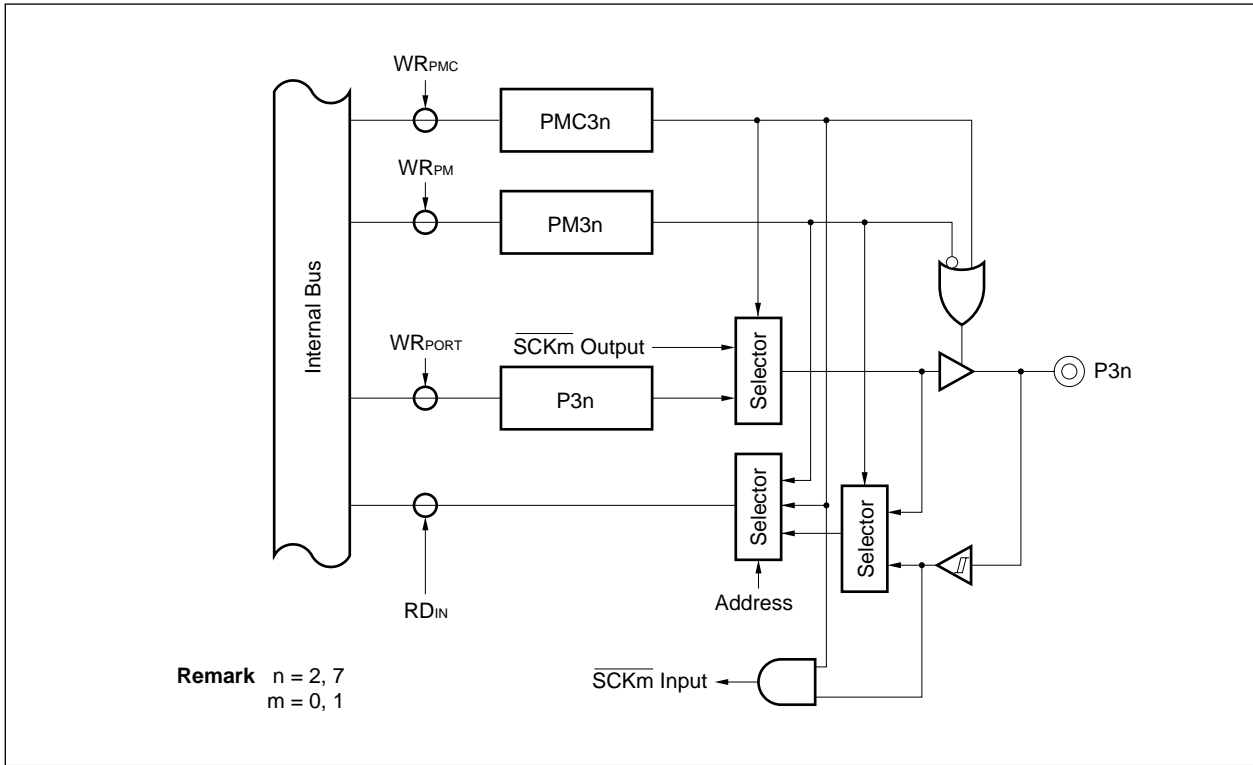 WRPMC
PMC3n
WRPM
PM3n
Internal Bus
WRPORT
SCKm Output
P3n
Selector
P3n
Selector
Selector
RDIN
Address
SCKm Input
Remark n = 2, 7
m = 0, 1